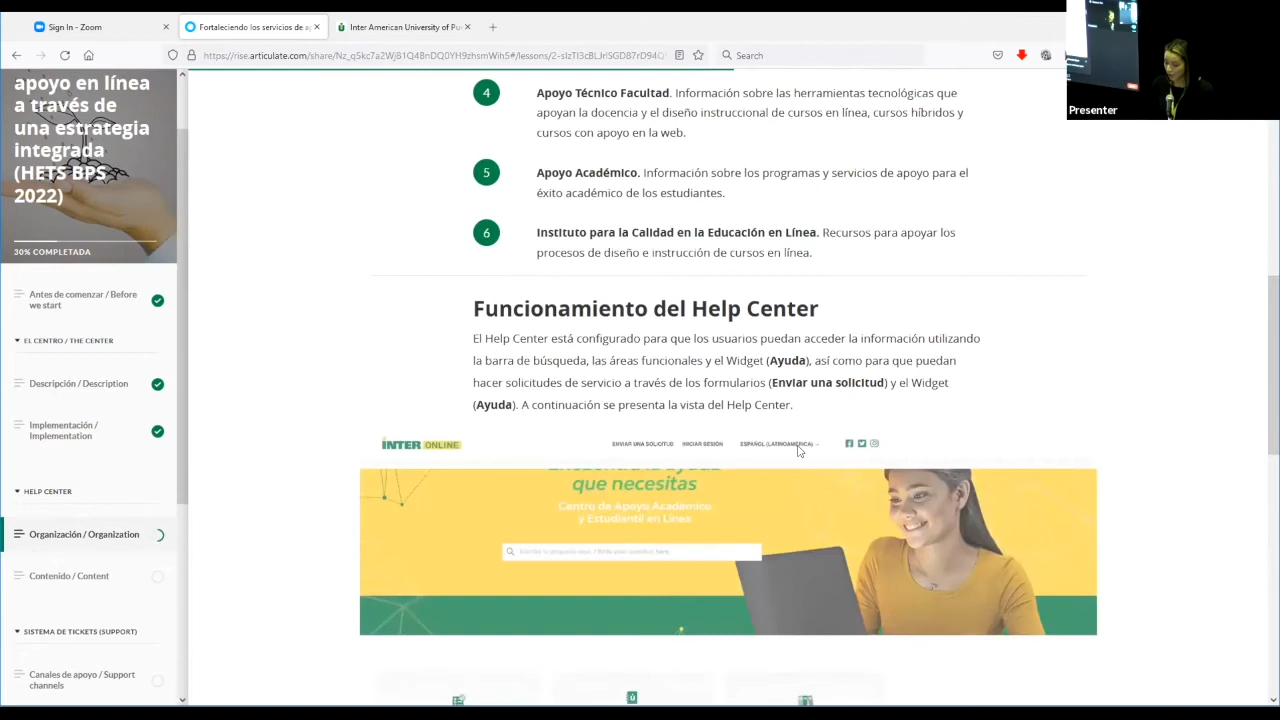 Sign In - Zoom
Fortaleciendo los servicios de ap
Inter American University of Pue
https://rise.articulate.com/share/Nz_q5kc7a2Wj81Q4BnDQ0YH9zhsmWih5#/lessons/2-sIzTI3cBLJrlSGD87rD94Q
Search
Presenter
apoyo en línea
a través de
una estrategia
integrada
(HETS BPS
2022)
30% COMPLETADA
Antes de comenzar / Before
we start
EL CENTRO / THE CENTER
Descripción / Description
Implementación /
Implementation
HELP CENTER
Organización / Organization
Contenido / Content
SISTEMA DE TICKETS (SUPPORT)
Canales de apoyo / Support
channels
4
Apoyo Técnico Facultad. Información sobre las herramientas tecnológicas que
apoyan la docencia y el diseño instruccional de cursos en línea, cursos híbridos y
cursos con apoyo en la web.
5
Apoyo Académico. Información sobre los programas y servicios de apoyo para el
éxito académico de los estudiantes.
6
Instituto para la Calidad en la Educación en Línea. Recursos para apoyar los
procesos de diseño e instrucción de cursos en línea.
Funcionamiento del Help Center
El Help Center está configurado para que los usuarios puedan acceder la información utilizando
la barra de búsqueda, las áreas funcionales y el Widget (Ayuda), así como para que puedan
hacer solicitudes de servicio a través de los formularios (Enviar una solicitud) y el Widget
(Ayuda). A continuación se presenta la vista del Help Center.
INTER ONLINE
ENVIAR UNA SOLICITUD INICIAR SESIÓN ESPAÑOL (LATINOAMÉRICA)
Encuentra la ayuda
que necesitas
Centro de Apoyo Académico
y Estudiantil en Línea